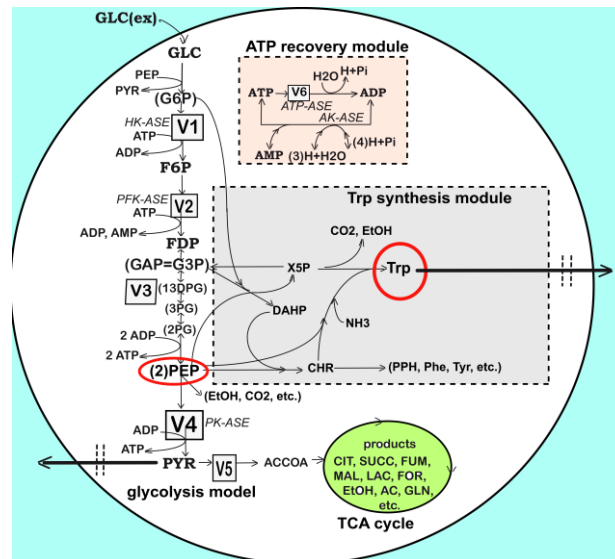 GLC(ex)
GLC
PEP
PYR
(G6P)
HK-ASE
V1
ATP
ADP
F6P
PFK-ASE
V2
ATP
ADP, AMP
FDP
(GAP=G3P)
V3
(13DPG)
(3PG)
(2PG)
2 ADP
2 ATP
(2)PEP
(EtOH, CO2, etc.)
V4
PK-ASE
ADP
ATP
PYR
V5
ACCOA
glycolysis model
ATP recovery module
H2O
H+Pi
ATP
V6
ADP
ATP-ASE
AK-ASE
AMP
(3)H+H2O
(4)H+Pi
Trp synthesis module
CO2, EtOH
X5P
Trp
DAHP
NH3
CHR
(PPH, Phe, Tyr, etc.)
products
CIT, SUCC, FUM,
MAL, LAC, FOR,
EtOH, AC, GLN,
etc.
TCA cycle